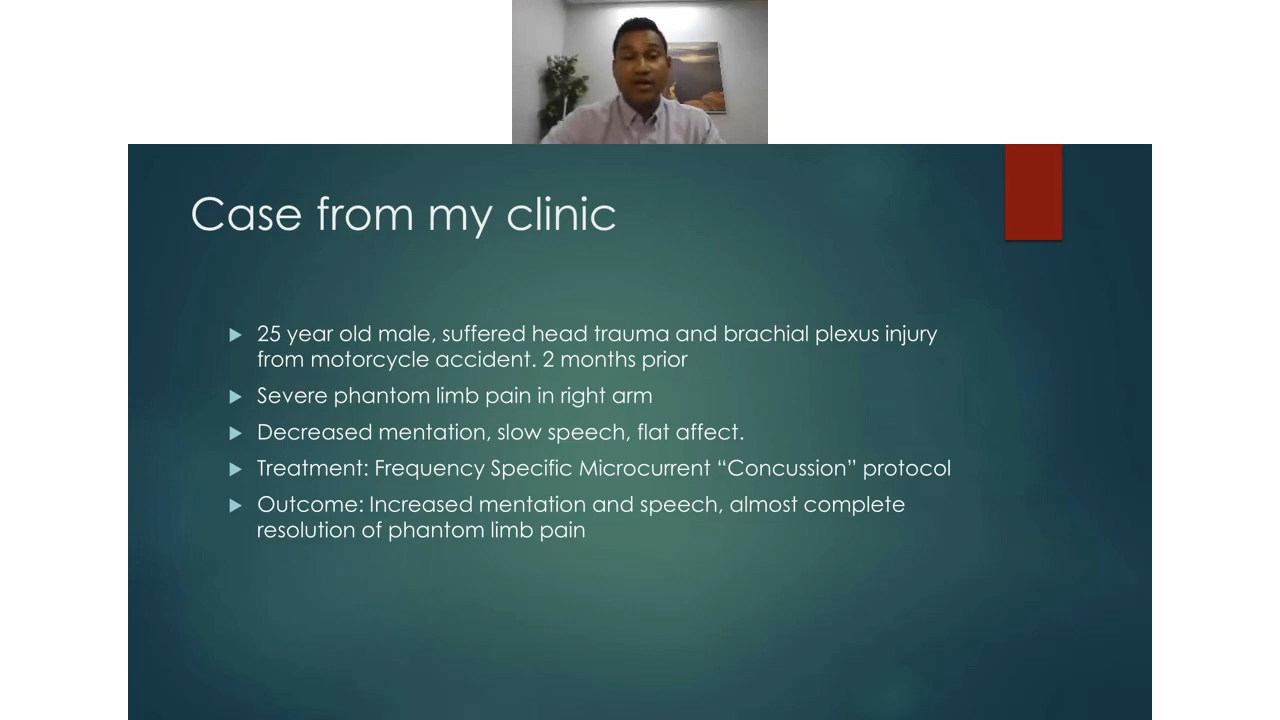 Case from my clinic
25 year old male, suffered head trauma and brachial plexus injury
from motorcycle accident. 2 months prior
Severe phantom limb pain in right arm
Decreased mentation, slow speech, flat affect.
Treatment: Frequency Specific Microcurrent “Concussion” protocol
Outcome: Increased mentation and speech, almost complete
resolution of phantom limb pain